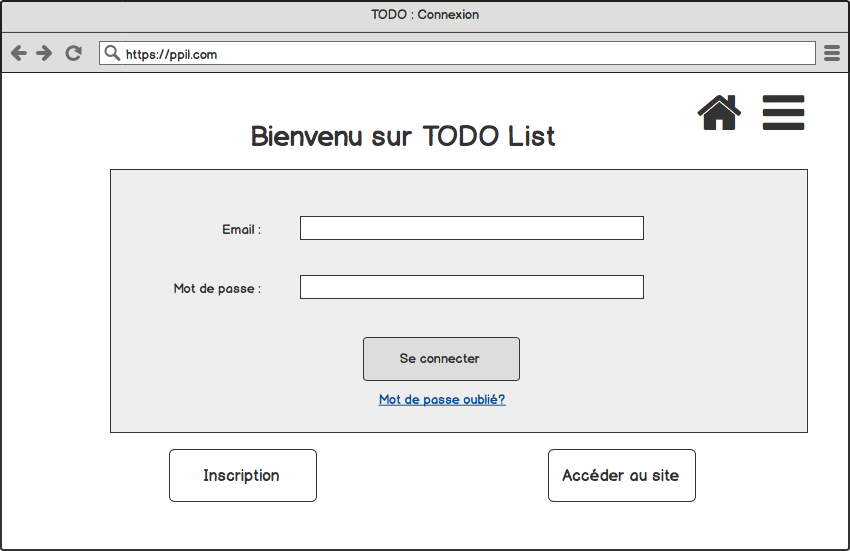 TODO : Connexion
https://ppil.com
Bienvenu sur TODO List
Email :
Mot de passe :
Se connecter
Mot de passe oublié?
Inscription
Accéder au site